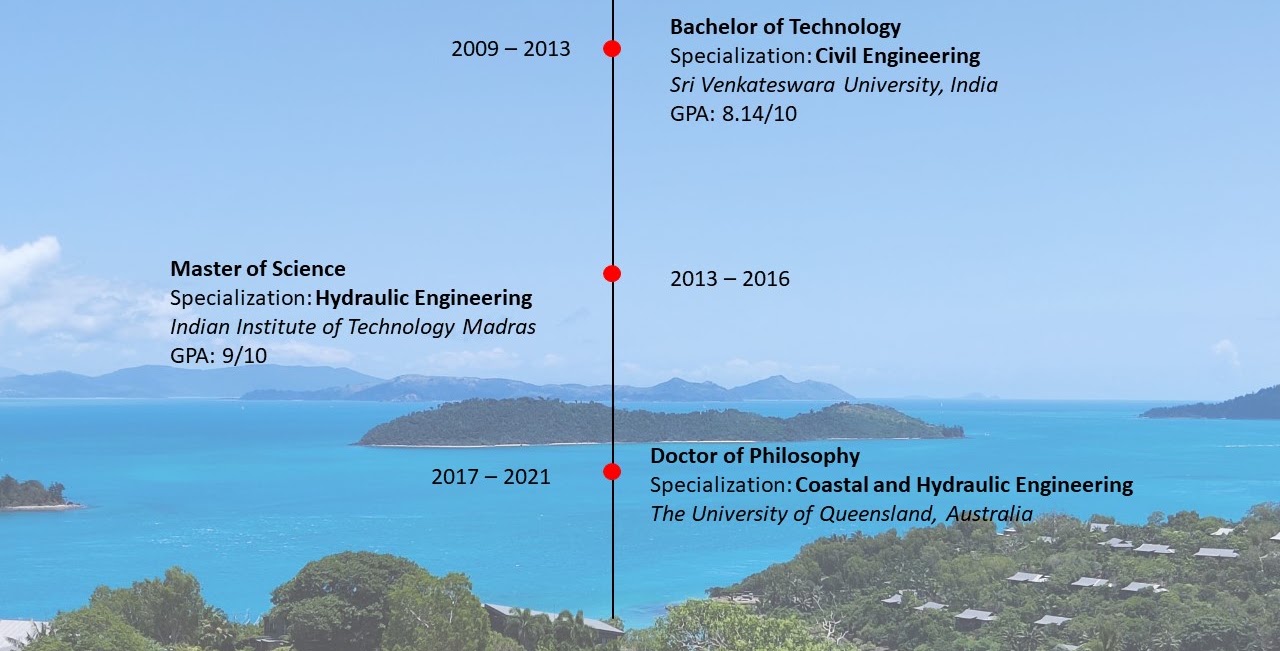 2009 – 2013
Bachelor of Technology
Specialization: Civil Engineering
Sri Venkateswara University, India
GPA: 8.14/10
Master of Science
Specialization: Hydraulic Engineering
Indian Institute of Technology Madras
GPA: 9/10
2013 – 2016
2017 – 2021
Doctor of Philosophy
Specialization: Coastal and Hydraulic Engineering
The University of Queensland, Australia